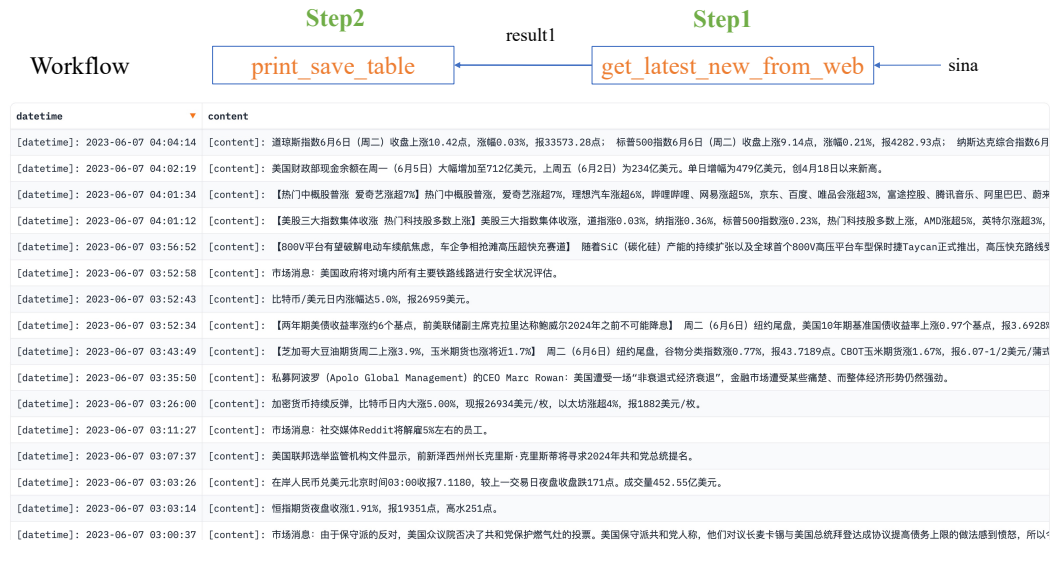 Step2
Step1
result1
Workflow
print_save_table
get_latest_new_from_web
sina
datetime ▼ content
[datetime]: 2023-06-07 04:04:14 [content]: 道琼斯指数6月6日（周二）收盘上涨10.42点，涨幅0.03%，报33573.28点； 标普500指数6月6日（周二）收盘上涨9.14点，涨幅0.21%，报4282.93点； 纳斯达克综合指数6月
[datetime]: 2023-06-07 04:02:19 [content]: 美国财政部现金余额在周一（6月5日）大幅增加至712亿美元，上周五（6月2日）为234亿美元。单日增幅为479亿美元，创4月18日以来新高。
[datetime]: 2023-06-07 04:01:34 [content]: 【热门中概股普涨 爱奇艺涨超7%】热门中概股普涨，爱奇艺涨超7%，理想汽车涨超6%，哔哩哔哩、网易涨超5%，京东、百度、唯品会涨超3%，富途控股、腾讯音乐、阿里巴巴、蔚来
[datetime]: 2023-06-07 04:01:12 [content]: 【美股三大指数集体收涨 热门科技股多数上涨】美股三大指数集体收涨，道指涨0.03%，纳指涨0.36%，标普500指数涨0.23%，热门科技股多数上涨，AMD涨超5%，英特尔涨超3%，
[datetime]: 2023-06-07 03:56:52 [content]: 【800V平台有望破解电动车续航焦虑，车企争相抢滩高压超快充赛道】 随着SiC（碳化硅）产能的持续扩张以及全球首个800V高压平台车型保时捷Taycan正式推出，高压快充路线受
[datetime]: 2023-06-07 03:52:58 [content]: 市场消息：美国政府将对境内所有主要铁路线路进行安全状况评估。
[datetime]: 2023-06-07 03:52:43 [content]: 比特币/美元日内涨幅达5.0%，报26959美元。
[datetime]: 2023-06-07 03:52:34 [content]: 【两年期美债收益率涨约6个基点，前美联储副主席克拉里达称鲍威尔2024年之前不可能降息】 周二（6月6日）纽约尾盘，美国10年期基准国债收益率上涨0.97个基点，报3.6928%
[datetime]: 2023-06-07 03:43:49 [content]: 【芝加哥大豆油期货周二上涨3.9%，玉米期货也涨将近1.7%】 周二（6月6日）纽约尾盘，谷物分类指数涨0.77%，报43.7189点。CBOT玉米期货涨1.67%，报6.07-1/2美元/蒲式
[datetime]: 2023-06-07 03:35:50 [content]: 私募阿波罗（Apolo Global Management）的CEO Marc Rowan：美国遭受一场“非衰退式经济衰退”，金融市场遭受某些痛楚、而整体经济形势仍然强劲。
[datetime]: 2023-06-07 03:26:00 [content]: 加密货币持续反弹，比特币日内大涨5.00%，现报26934美元/枚，以太坊涨超4%，报1882美元/枚。
[datetime]: 2023-06-07 03:11:27 [content]: 市场消息：社交媒体Reddit将解雇5%左右的员工。
[datetime]: 2023-06-07 03:07:37 [content]: 美国联邦选举监管机构文件显示，前新泽西州州长克里斯·克里斯蒂将寻求2024年共和党总统提名。
[datetime]: 2023-06-07 03:03:26 [content]: 在岸人民币兑美元北京时间03:00收报7.1180，较上一交易日夜盘收盘跌171点。成交量452.55亿美元。
[datetime]: 2023-06-07 03:03:14 [content]: 恒指期货夜盘收涨1.91%，报19351点，高水251点。
[datetime]: 2023-06-07 03:00:37 [content]: 市场消息：由于保守派的反对，美国众议院否决了共和党保护燃气灶的投票。美国保守派共和党人称，他们对议长麦卡锡与美国总统拜登达成协议提高债务上限的做法感到愤怒，所以